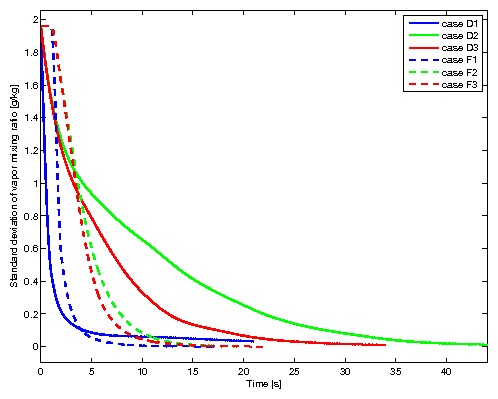 Standard deviation of vapor mixing ratio [g/kg]
2
1.8
1.6
1.4
1.2
1
0.8
0.6
0.4
0.2
0
case D1
case D2
case D3
case F1
case F2
case F3
0 5 10 15 20 25 30 35 40
Time [s]